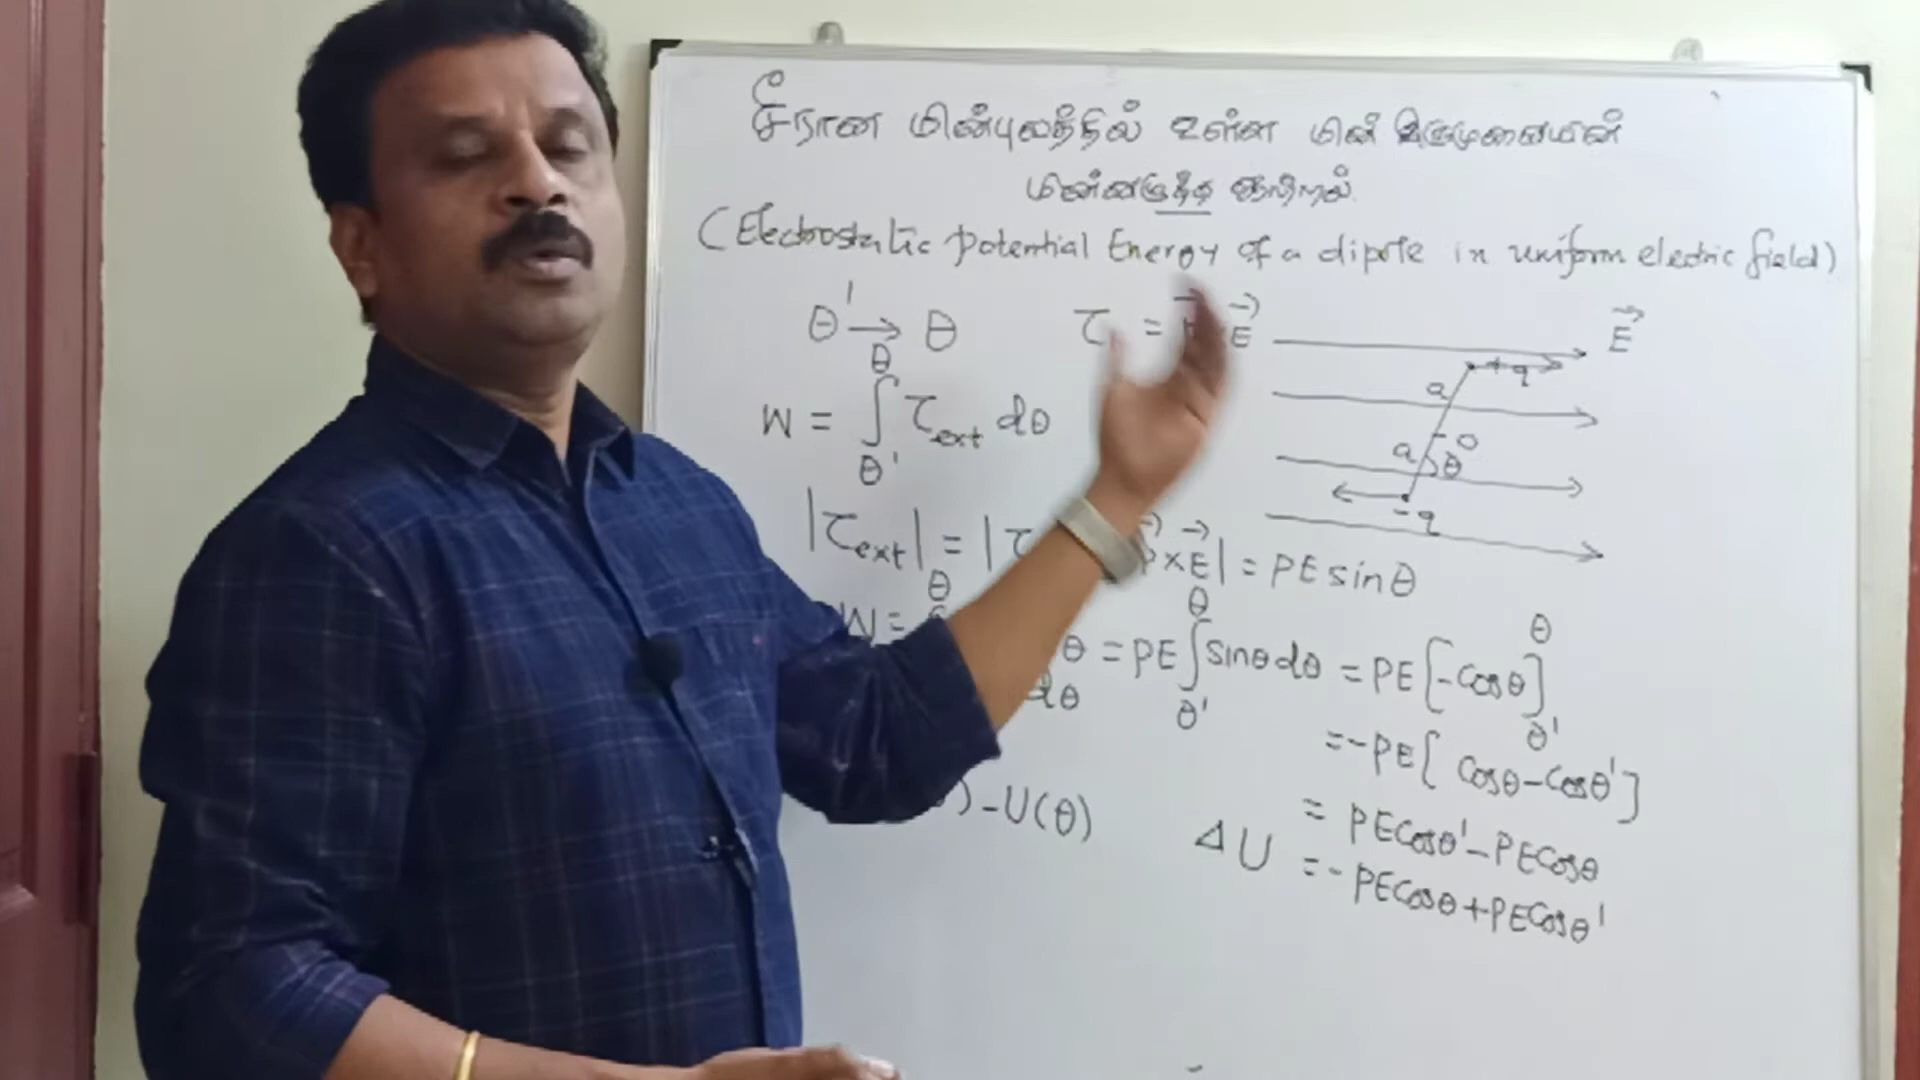 சீரான மின்புலத்தில் உள்ள மின் இருமுனையின்
மின்னழுத்த ஆற்றல்
(Electrostatic Potential Energy of a dipole in uniform electric field)
θ' → θ
τ = E
E
+q
a
W = ∫ τext dθ
θ
θ'
a
O
θ
-q
|τext| = |τ P×E| = PE sinθ
W =
dθ
θ = PE ∫ sinθ dθ = PE [-cosθ]
θ
θ'
θ
θ'
= -PE[cosθ - cosθ']
) - U(θ)
= PEcosθ' - PEcosθ
ΔU = -PEcosθ + PEcosθ'